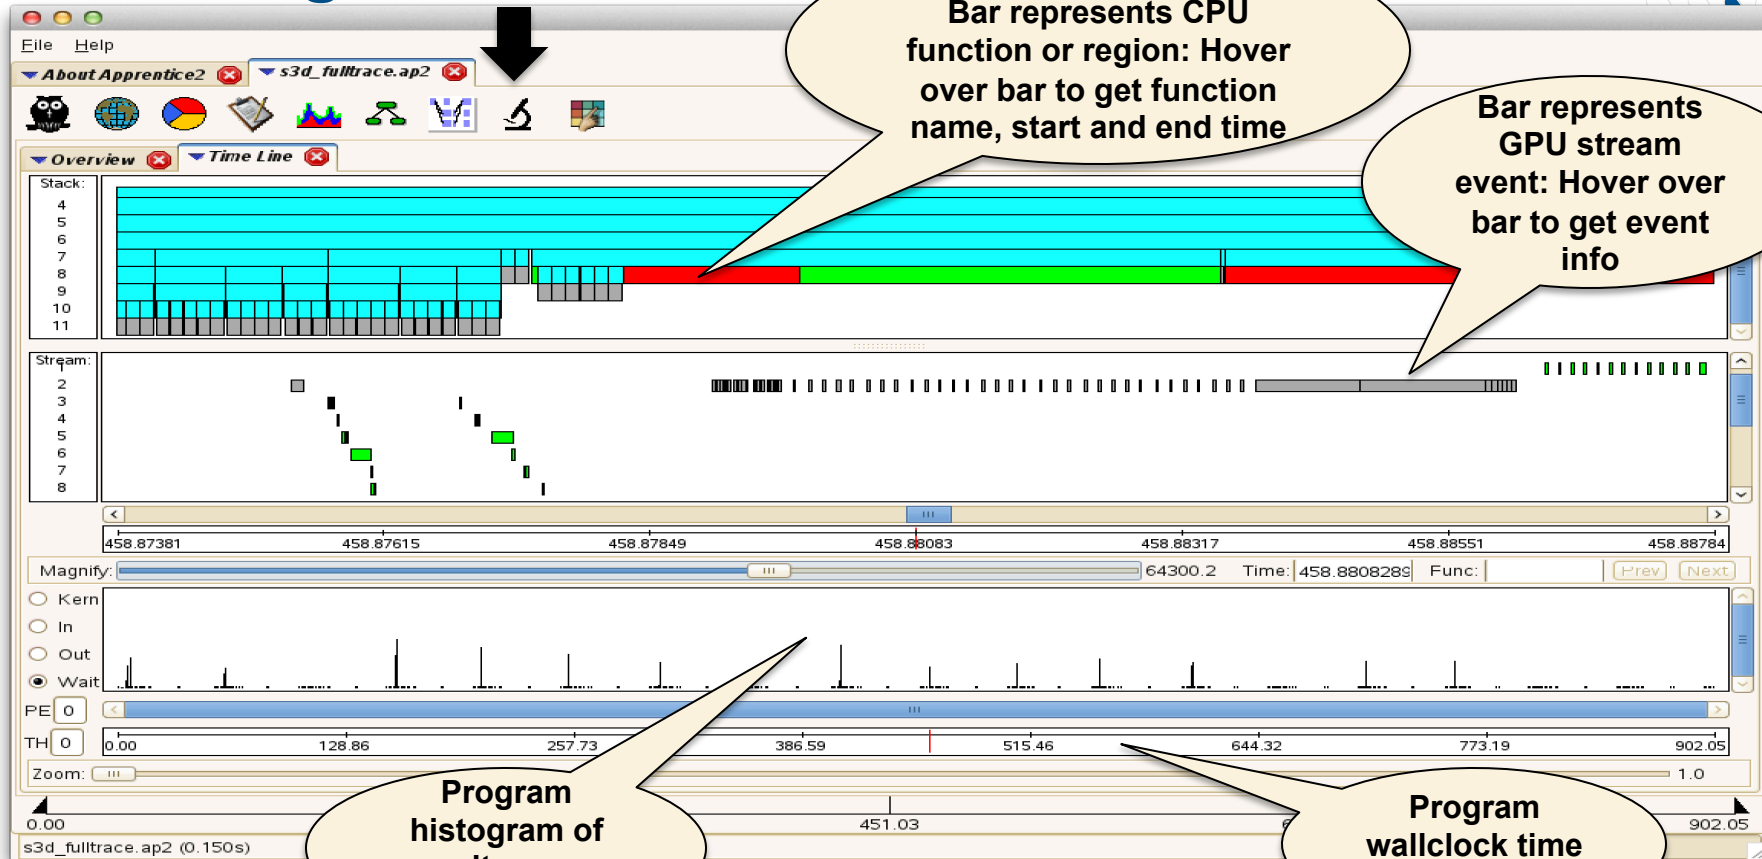 Bar represents CPU
function or region: Hover
over bar to get function
name, start and end time
File Help
About Apprentice2 s3d_fulltrace.ap2
Bar represents
GPU stream
event: Hover over
bar to get event
info
Overview Time Line
Stack:
4
5
6
7
8
9
10
11
Stream:
1
2
3
4
5
6
7
8
458.87381 458.87615 458.87849 458.88083 458.88317 458.88551 458.88784
Magnify: 64300.2 Time: 458.8808289 Func: Prev Next
Kern
In
Out
Wait
PE 0
TH 0 0.00 128.86 257.73 386.59 515.46 644.32 773.19 902.05
Zoom: 1.0
Program
histogram of
Program
wallclock time
0.00 451.03 902.05
s3d_fulltrace.ap2 (0.150s)